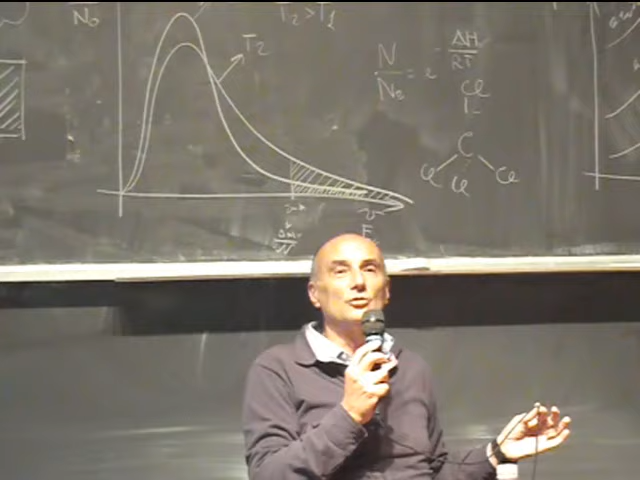 N₀
T₂ > T₁
T₂
N/N₀ = e^(-ΔH/RT)
Cl
C
Cl
Cl
Cl